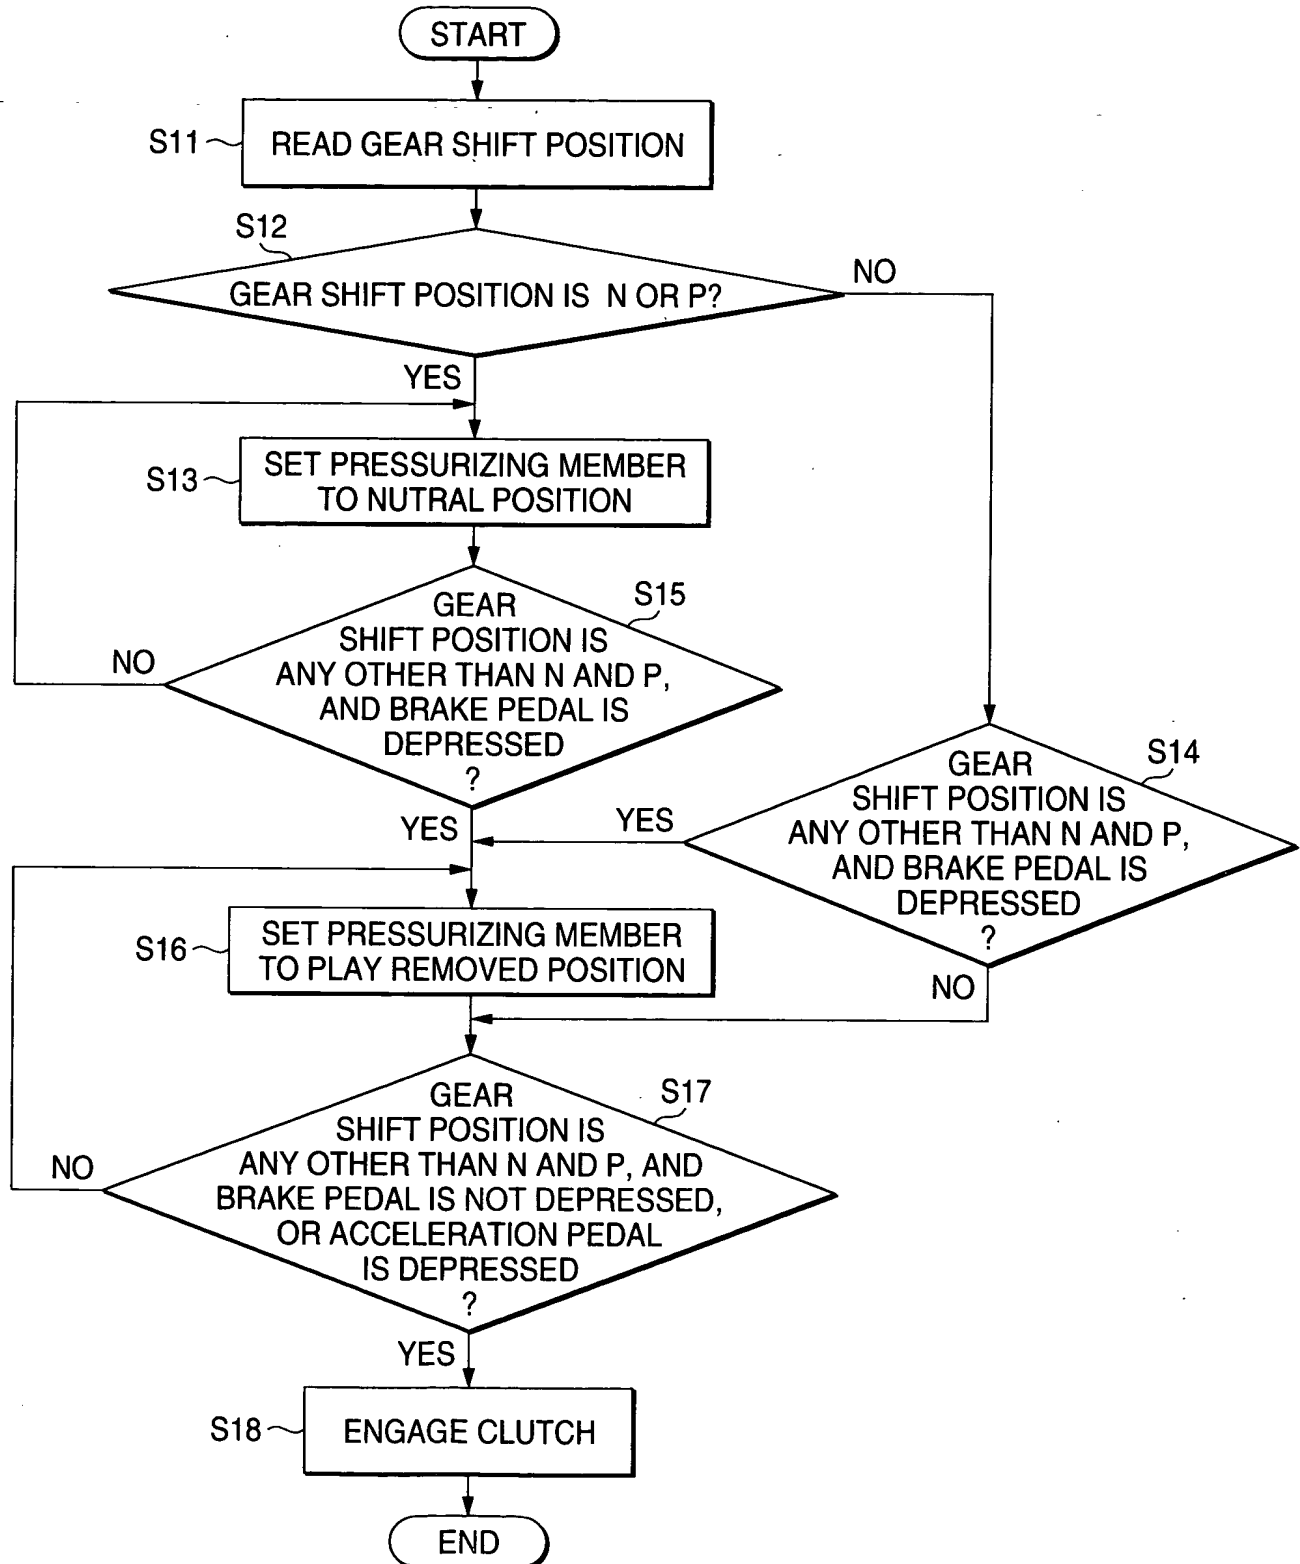 START
S11
READ GEAR SHIFT POSITION
S12
GEAR SHIFT POSITION IS N OR P?
NO
YES
S13
SET PRESSURIZING MEMBER
TO NUTRAL POSITION
S15
GEAR
SHIFT POSITION IS
ANY OTHER THAN N AND P,
AND BRAKE PEDAL IS
DEPRESSED
?
NO
YES
S14
GEAR
SHIFT POSITION IS
ANY OTHER THAN N AND P,
AND BRAKE PEDAL IS
DEPRESSED
?
YES
NO
S16
SET PRESSURIZING MEMBER
TO PLAY REMOVED POSITION
S17
GEAR
SHIFT POSITION IS
ANY OTHER THAN N AND P, AND
BRAKE PEDAL IS NOT DEPRESSED,
OR ACCELERATION PEDAL
IS DEPRESSED
?
NO
YES
S18
ENGAGE CLUTCH
END